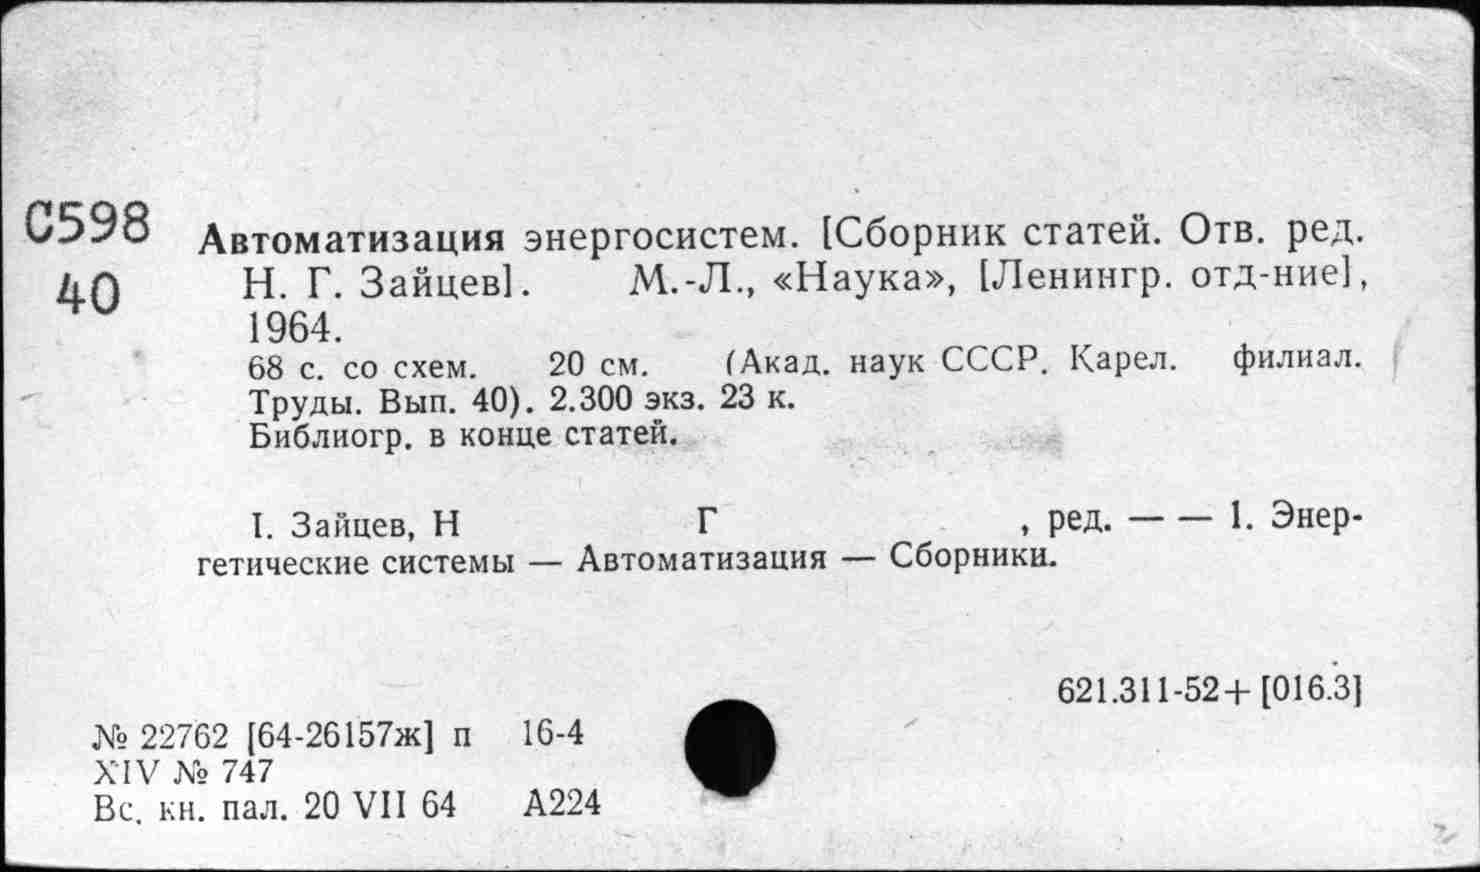 С598
40
Автоматизация энергосистем. [Сборник статей. Отв. ред.
Н. Г. Зайцев]. М.-Л., «Наука», [Ленингр. отд-ние],
1964.
68 с. со схем. 20 см. (Акад. наук СССР. Карел. филиал.
Труды. Вып. 40). 2.300 экз. 23 к.
Библиогр. в конце статей.
I. Зайцев, Н Г , ред. — — 1. Энер-
гетические системы — Автоматизация — Сборники.
621.311-52+[016.3]
№ 22762 [64-26157ж] п 16-4
XIV № 747
Вс. кн. пал. 20 VII 64 А224